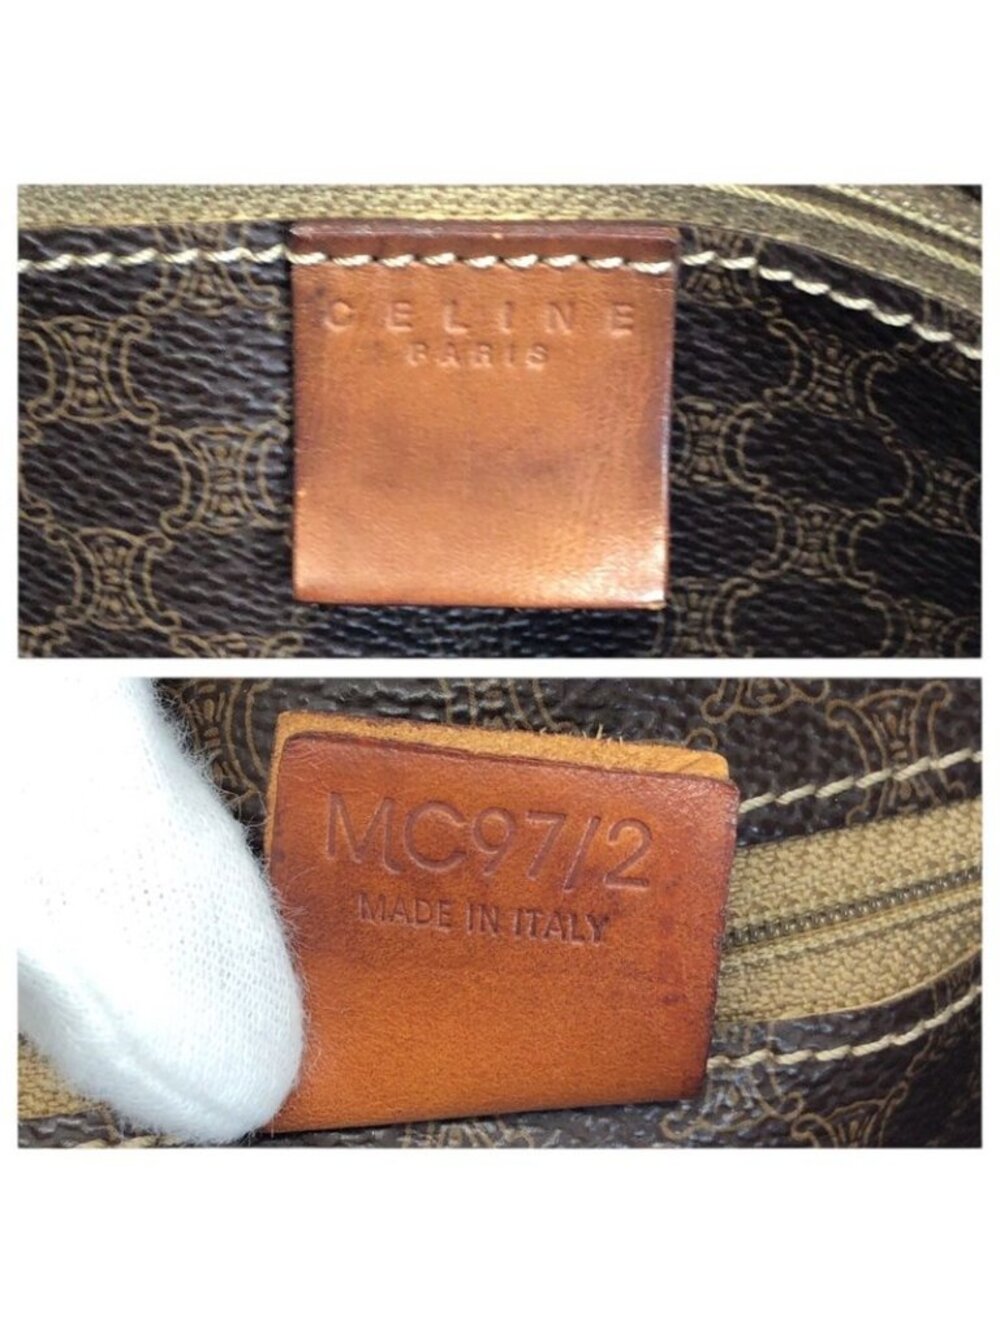 CELINE
PARIS
MC97/2
MADE IN ITALY